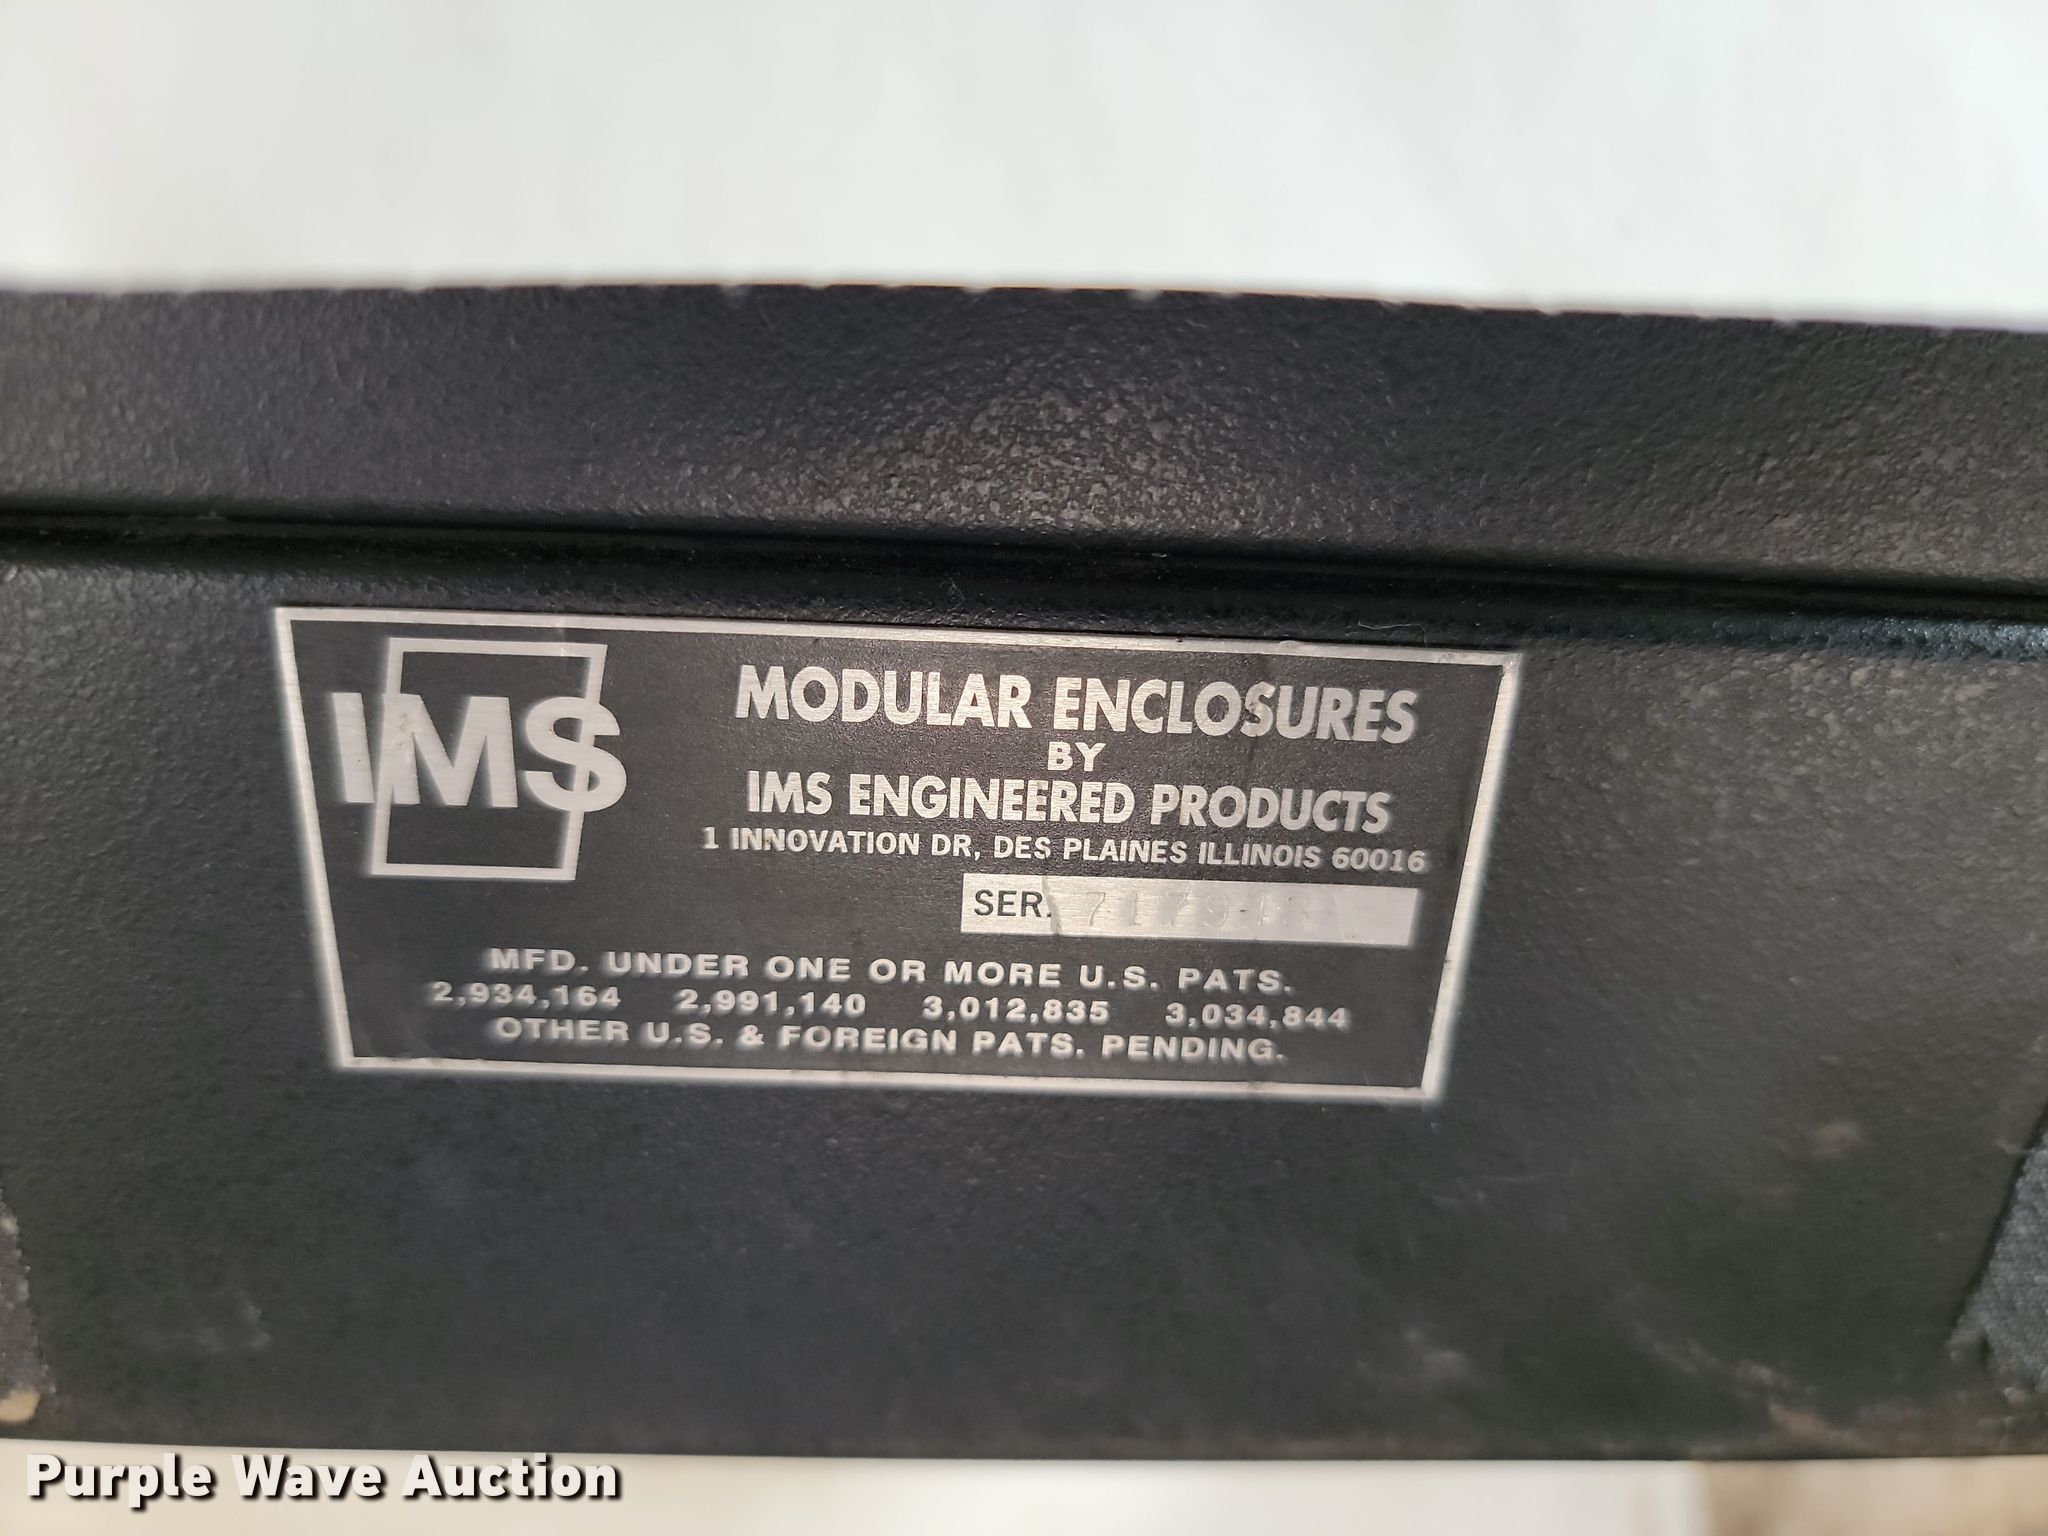 IMS
MODULAR ENCLOSURES
BY
IMS ENGINEERED PRODUCTS
1 INNOVATION DR, DES PLAINES ILLINOIS 60016
SER.
MFD. UNDER ONE OR MORE U.S. PATS.
2,934,164 2,991,140 3,012,835 3,034,844
OTHER U.S. & FOREIGN PATS. PENDING.
Purple Wave Auction